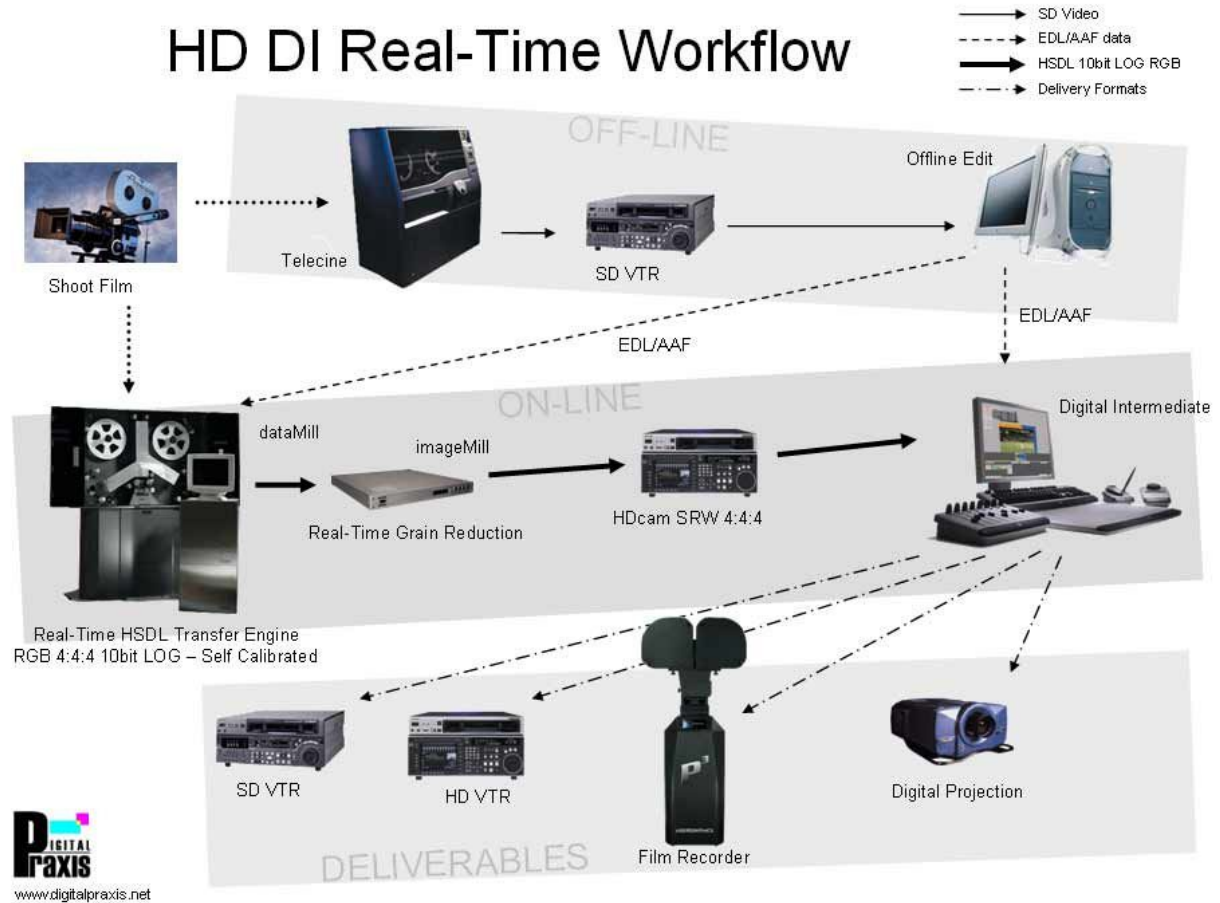 HD DI Real-Time Workflow
SD Video
EDL/AAF data
HSDL 10bit LOG RGB
Delivery Formats
OFF-LINE
Shoot Film
Telecine
SD VTR
Offline Edit
EDL/AAF
EDL/AAF
ON-LINE
dataMill
imageMill
Real-Time Grain Reduction
HDcam SRW 4:4:4
Digital Intermediate
Real-Time HSDL Transfer Engine
RGB 4:4:4 10bit LOG – Self Calibrated
SD VTR
HD VTR
Film Recorder
Digital Projection
DELIVERABLES
DIGITAL
Praxis
www.digitalpraxis.net